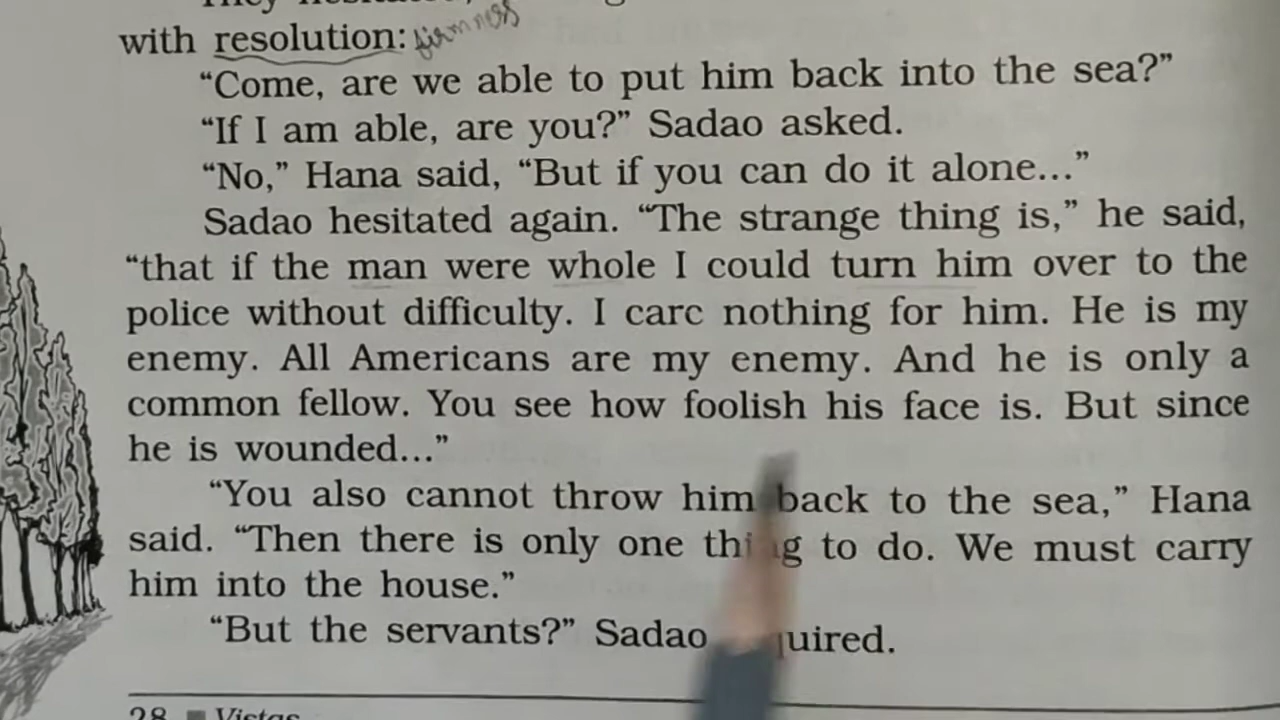 with resolution: firmness
“Come, are we able to put him back into the sea?”
“If I am able, are you?” Sadao asked.
“No,” Hana said, “But if you can do it alone...”
Sadao hesitated again. “The strange thing is,” he said,
“that if the man were whole I could turn him over to the
police without difficulty. I carc nothing for him. He is my
enemy. All Americans are my enemy. And he is only a
common fellow. You see how foolish his face is. But since
he is wounded...”
“You also cannot throw him back to the sea,” Hana
said. “Then there is only one thing to do. We must carry
him into the house.”
“But the servants?” Sadao
28 Vistas